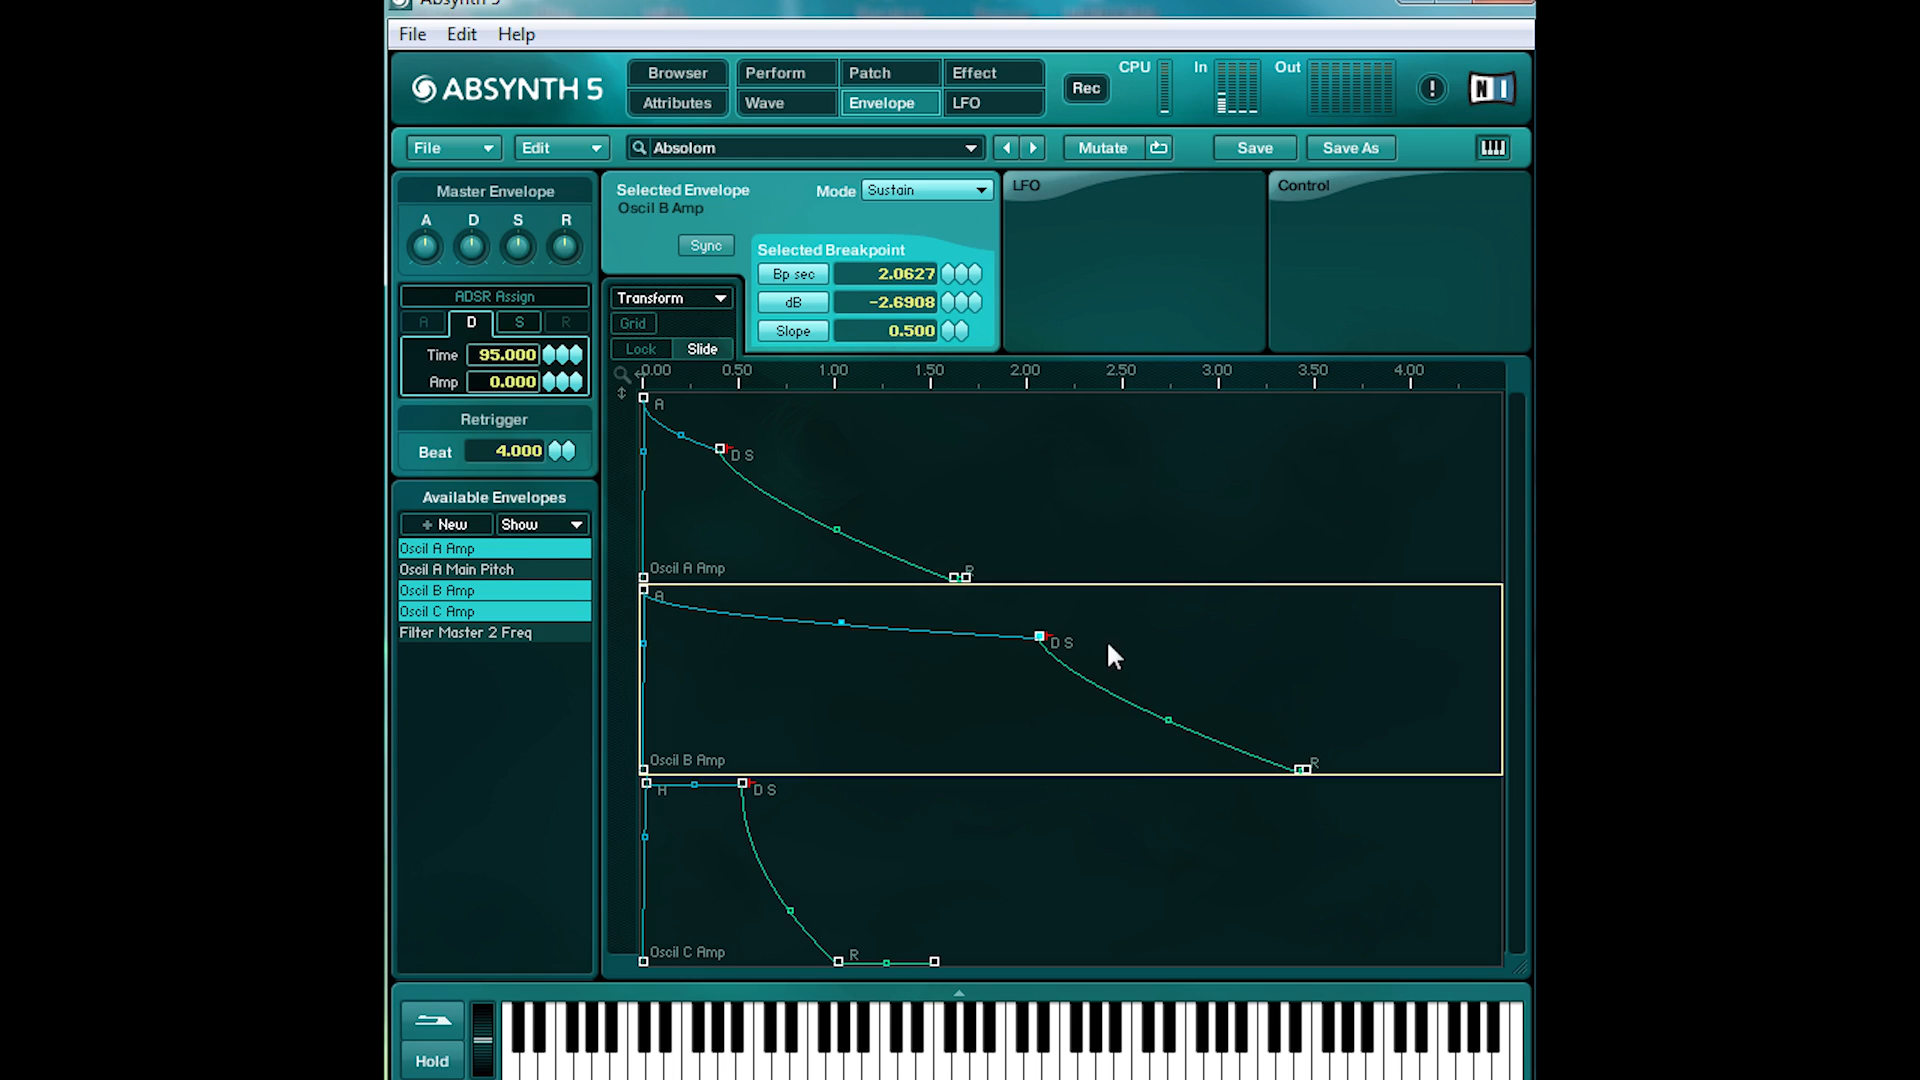 Absynth 5
File Edit Help
ABSYNTH 5
Browser Perform Patch Effect
Attributes Wave Envelope LFO
Rec
CPU In Out
!
NI
File Edit Absolom Mutate Save Save As
Master Envelope
A D S R
ADSR Assign
A D S R
Time 95.000
Amp 0.000
Retrigger
Beat 4.000
Available Envelopes
+ New Show
Oscil A Amp
Oscil A Main Pitch
Oscil B Amp
Oscil C Amp
Filter Master 2 Freq
Selected Envelope
Oscil B Amp
Mode Sustain
Sync
Selected Breakpoint
Bp sec 2.0627
dB -2.6908
Slope 0.500
Transform
Grid
Lock Slide
LFO
Control
0.00 0.50 1.00 1.50 2.00 2.50 3.00 3.50 4.00
A
D S
Oscil A Amp
R
A
D S
Oscil B Amp
R
A
D S
Oscil C Amp
R
Hold